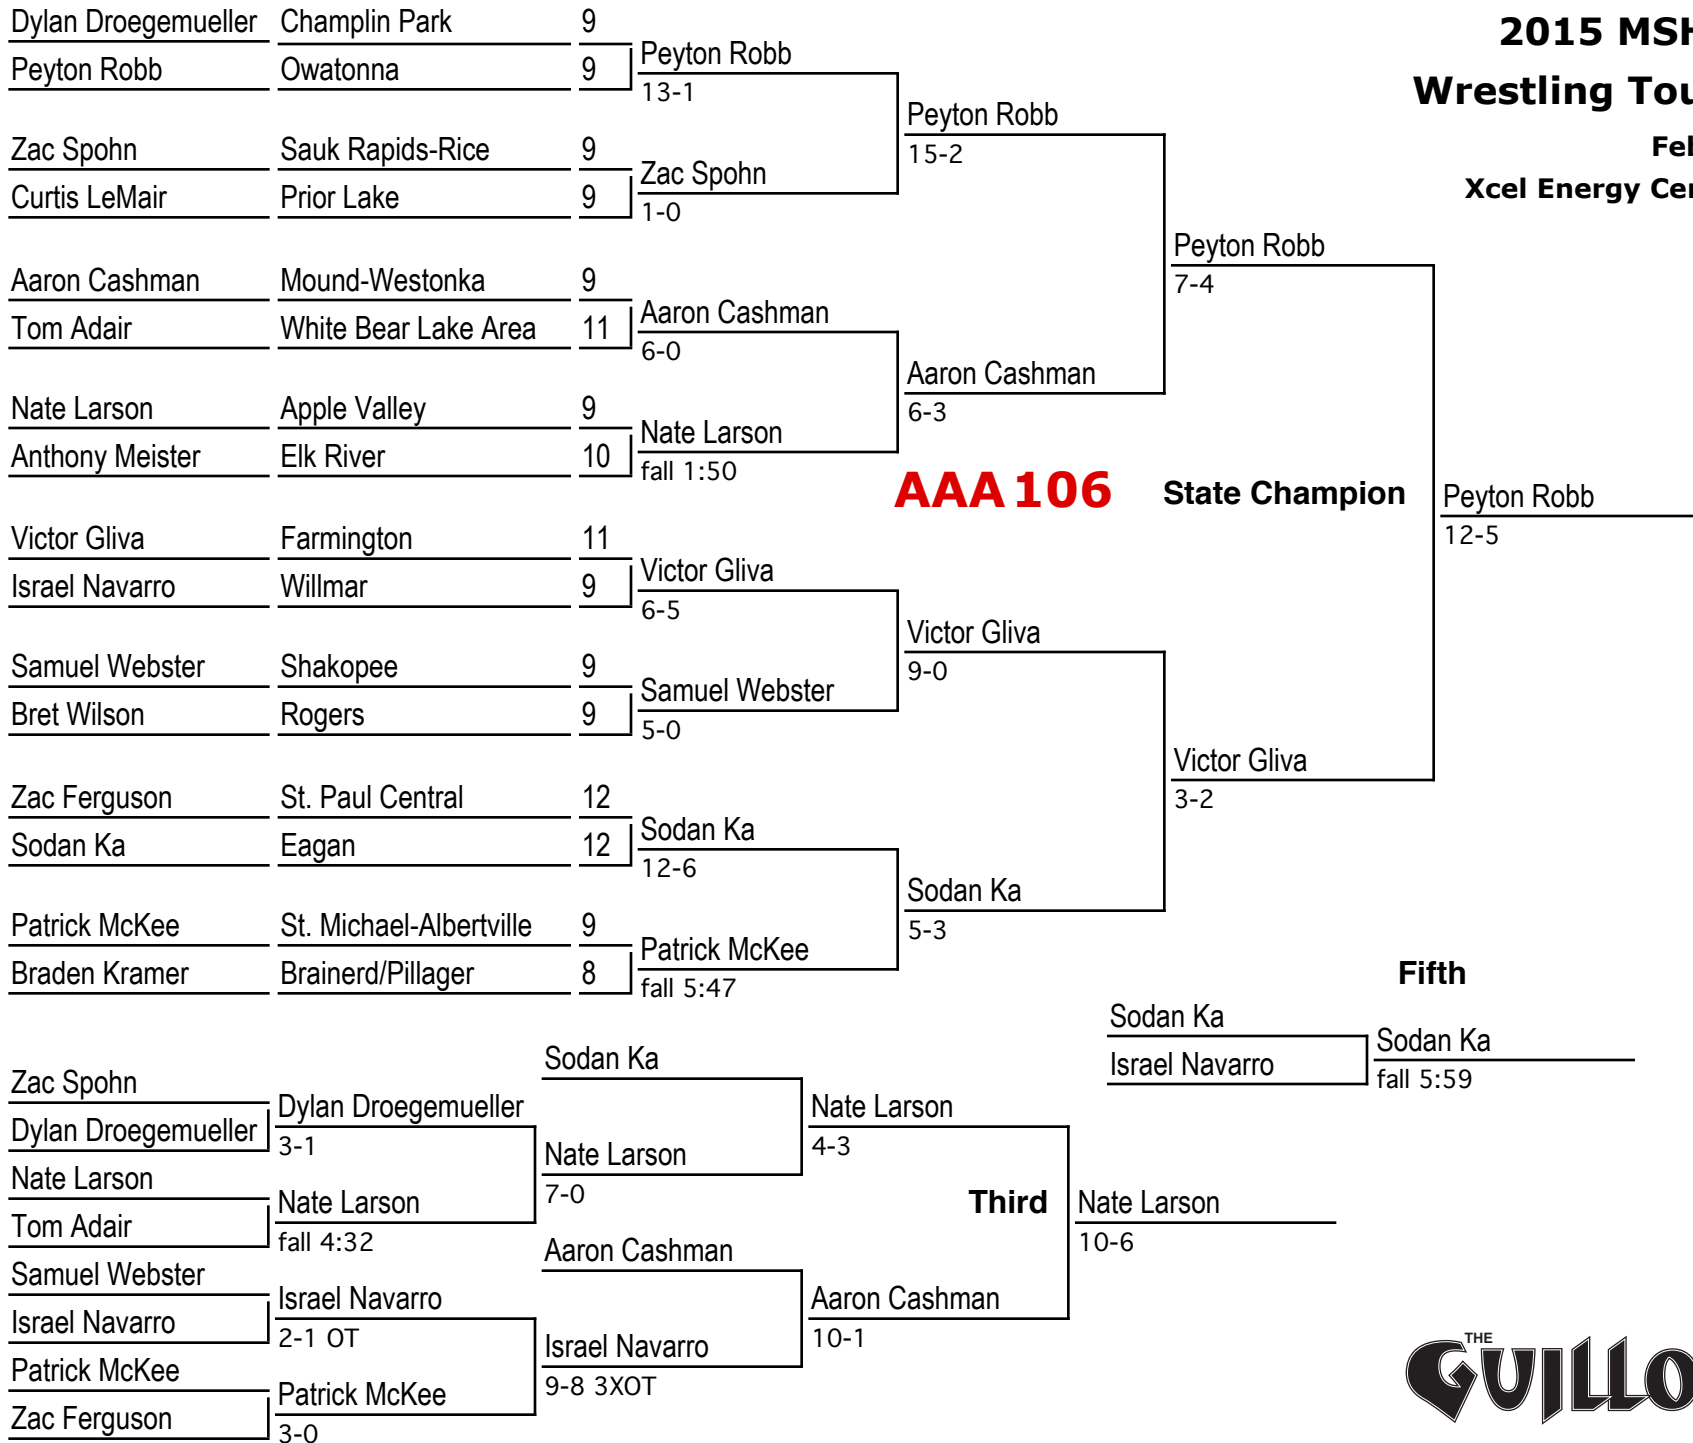 Dylan Droegemueller Champlin Park 9
Peyton Robb Owatonna 9
Peyton Robb
13-1
Zac Spohn Sauk Rapids-Rice 9
Curtis LeMair Prior Lake 9
Zac Spohn
1-0
Peyton Robb
15-2
Aaron Cashman Mound-Westonka 9
Tom Adair White Bear Lake Area 11
Aaron Cashman
6-0
Nate Larson Apple Valley 9
Anthony Meister Elk River 10
Nate Larson
fall 1:50
Aaron Cashman
6-3
Peyton Robb
7-4
Victor Gliva Farmington 11
Israel Navarro Willmar 9
Victor Gliva
6-5
Samuel Webster Shakopee 9
Bret Wilson Rogers 9
Samuel Webster
5-0
Victor Gliva
9-0
Zac Ferguson St. Paul Central 12
Sodan Ka Eagan 12
Sodan Ka
12-6
Patrick McKee St. Michael-Albertville 9
Braden Kramer Brainerd/Pillager 8
Patrick McKee
fall 5:47
Sodan Ka
5-3
Victor Gliva
3-2
AAA 106
State Champion
Peyton Robb
12-5
2015 MSH
Wrestling Tou
Feb
Xcel Energy Cen
Fifth
Sodan Ka
Israel Navarro
Sodan Ka
fall 5:59
Zac Spohn
Dylan Droegemueller
Dylan Droegemueller
3-1
Nate Larson
Tom Adair
Nate Larson
fall 4:32
Samuel Webster
Israel Navarro
Israel Navarro
2-1 OT
Patrick McKee
Zac Ferguson
Patrick McKee
3-0
Sodan Ka
Nate Larson
7-0
Aaron Cashman
Israel Navarro
9-8 3XOT
Nate Larson
4-3
Aaron Cashman
10-1
Third
Nate Larson
10-6
THE
GUILLO